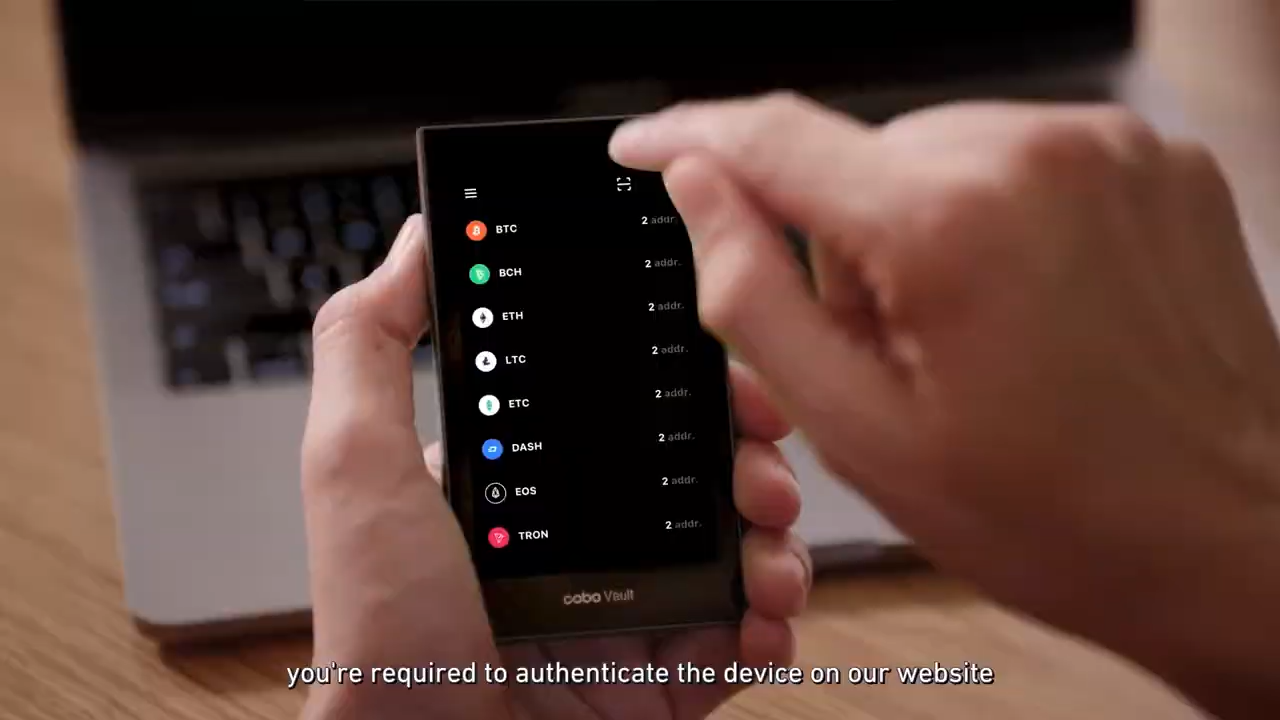 BTC 2 addr.
BCH 2 addr.
ETH 2 addr.
LTC 2 addr.
ETC 2 addr.
DASH 2 addr.
EOS 2 addr.
TRON 2 addr.
cobo Vault
you're required to authenticate the device on our website